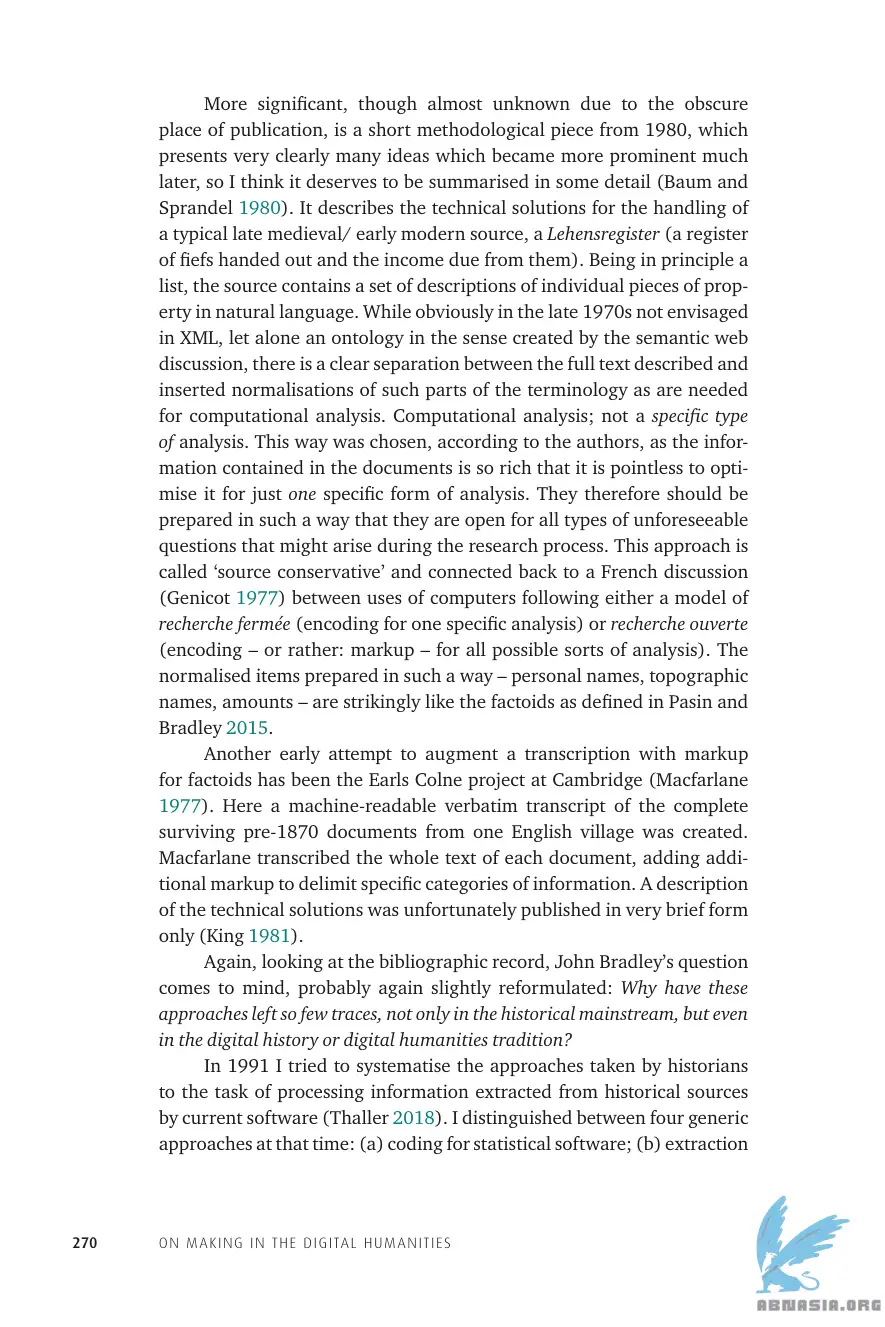 More significant, though almost unknown due to the obscure
place of publication, is a short methodological piece from 1980, which
presents very clearly many ideas which became more prominent much
later, so I think it deserves to be summarised in some detail (Baum and
Sprandel 1980). It describes the technical solutions for the handling of
a typical late medieval/ early modern source, a Lehensregister (a register
of fiefs handed out and the income due from them). Being in principle a
list, the source contains a set of descriptions of individual pieces of prop-
erty in natural language. While obviously in the late 1970s not envisaged
in XML, let alone an ontology in the sense created by the semantic web
discussion, there is a clear separation between the full text described and
inserted normalisations of such parts of the terminology as are needed
for computational analysis. Computational analysis; not a specific type
of analysis. This way was chosen, according to the authors, as the infor-
mation contained in the documents is so rich that it is pointless to opti-
mise it for just one specific form of analysis. They therefore should be
prepared in such a way that they are open for all types of unforeseeable
questions that might arise during the research process. This approach is
called ‘source conservative’ and connected back to a French discussion
(Genicot 1977) between uses of computers following either a model of
recherche fermée (encoding for one specific analysis) or recherche ouverte
(encoding – or rather: markup – for all possible sorts of analysis). The
normalised items prepared in such a way – personal names, topographic
names, amounts – are strikingly like the factoids as defined in Pasin and
Bradley 2015.
Another early attempt to augment a transcription with markup
for factoids has been the Earls Colne project at Cambridge (Macfarlane
1977). Here a machine-readable verbatim transcript of the complete
surviving pre-1870 documents from one English village was created.
Macfarlane transcribed the whole text of each document, adding addi-
tional markup to delimit specific categories of information. A description
of the technical solutions was unfortunately published in very brief form
only (King 1981).
Again, looking at the bibliographic record, John Bradley’s question
comes to mind, probably again slightly reformulated: Why have these
approaches left so few traces, not only in the historical mainstream, but even
in the digital history or digital humanities tradition?
In 1991 I tried to systematise the approaches taken by historians
to the task of processing information extracted from historical sources
by current software (Thaller 2018). I distinguished between four generic
approaches at that time: (a) coding for statistical software; (b) extraction
270 ON MAKING IN THE DIGITAL HUMANITIES
ABNASIA.ORG